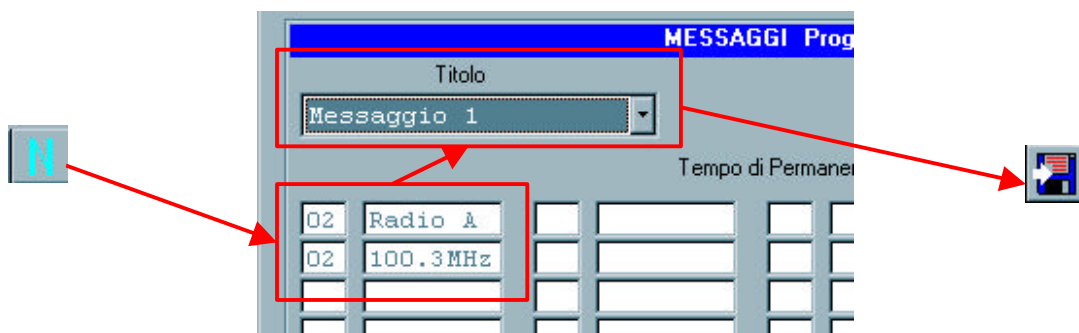 MESSAGGI Prog
Titolo
Messaggio 1
N
Tempo di Permaner
02 Radio A
02 100.3MHz